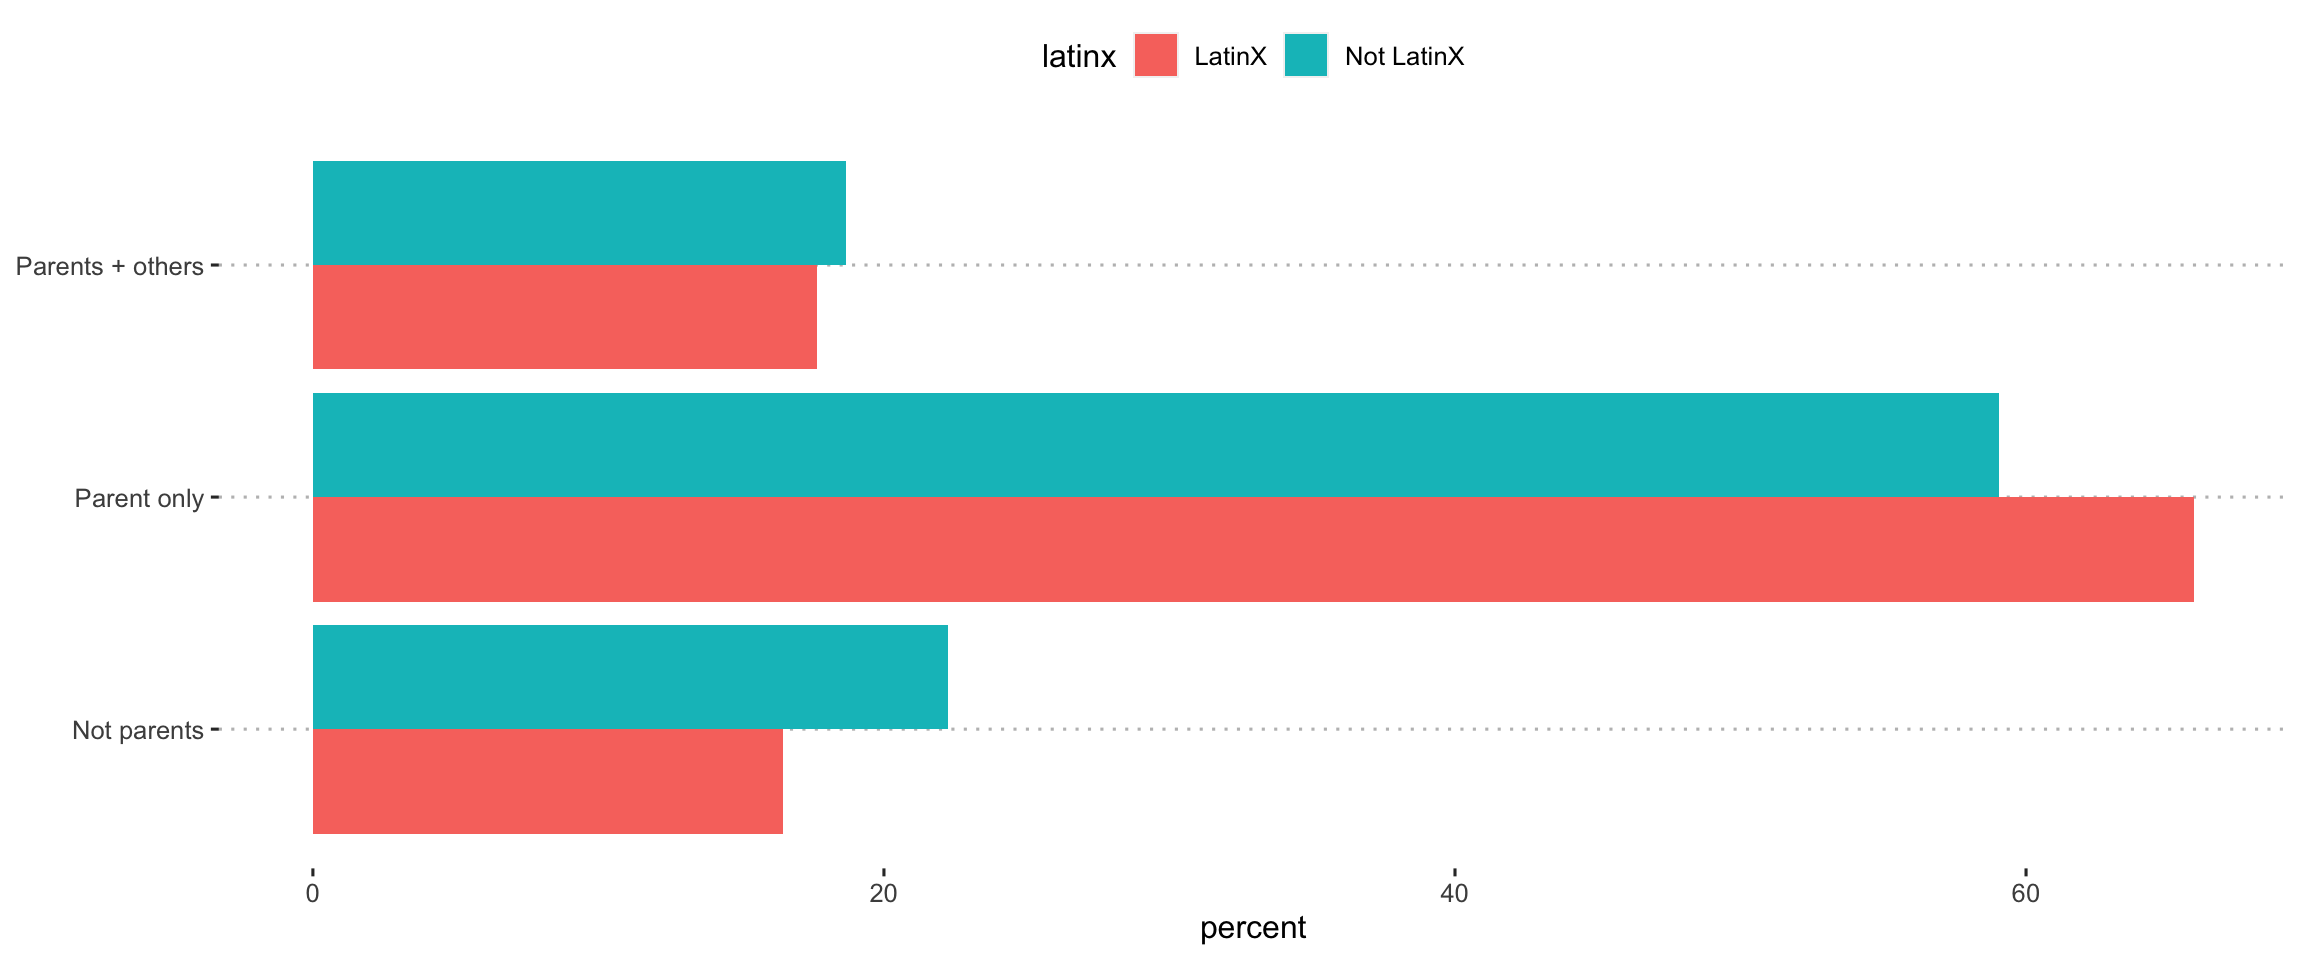 latinx LatinX Not LatinX
Parents + others
Parent only
Not parents
0 20 40 60
percent